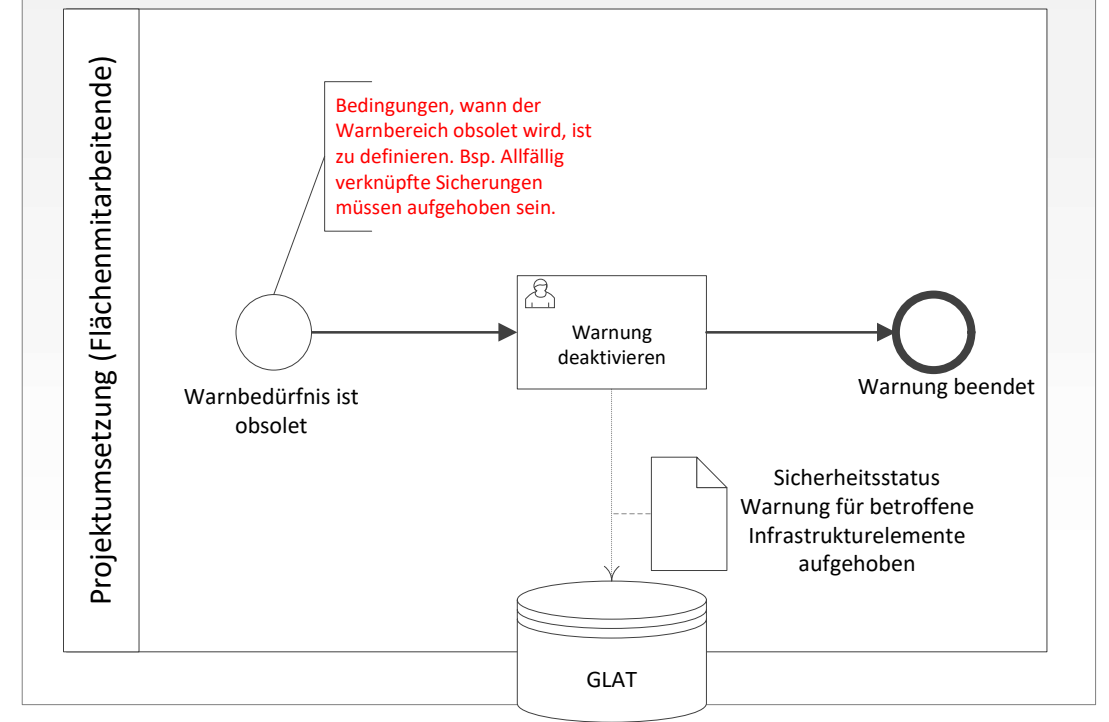 Projektumsetzung (Flächenmitarbeitende)
Bedingungen, wann der
Warnbereich obsolet wird, ist
zu definieren. Bsp. Allfällig
verknüpfte Sicherungen
müssen aufgehoben sein.
Warnbedürfnis ist
obsolet
Warnung
deaktivieren
Warnung beendet
Sicherheitsstatus
Warnung für betroffene
Infrastrukturelemente
aufgehoben
GLAT